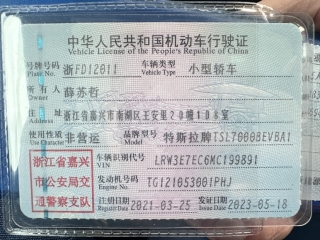 中华人民共和国机动车行驶证
Vehicle License of the People's Republic of China
号牌号码 Plate No. 浙FD12011 车辆类型 Vehicle Type 小型轿车
所有人 Owner 薛苏哲
住址 浙江省嘉兴市南湖区王安里20幢108室
使用性质 Use Character 非营运 品牌型号 Model 特斯拉牌TSL7000BEVBA1
浙江省嘉兴市公安局交通警察支队
车辆识别代号 VIN LRW3E7EC6MC199891
发动机号码 Engine No. TG121053001PHJ
注册日期 Register Date 2021-03-25 发证日期 Issue Date 2023-05-18